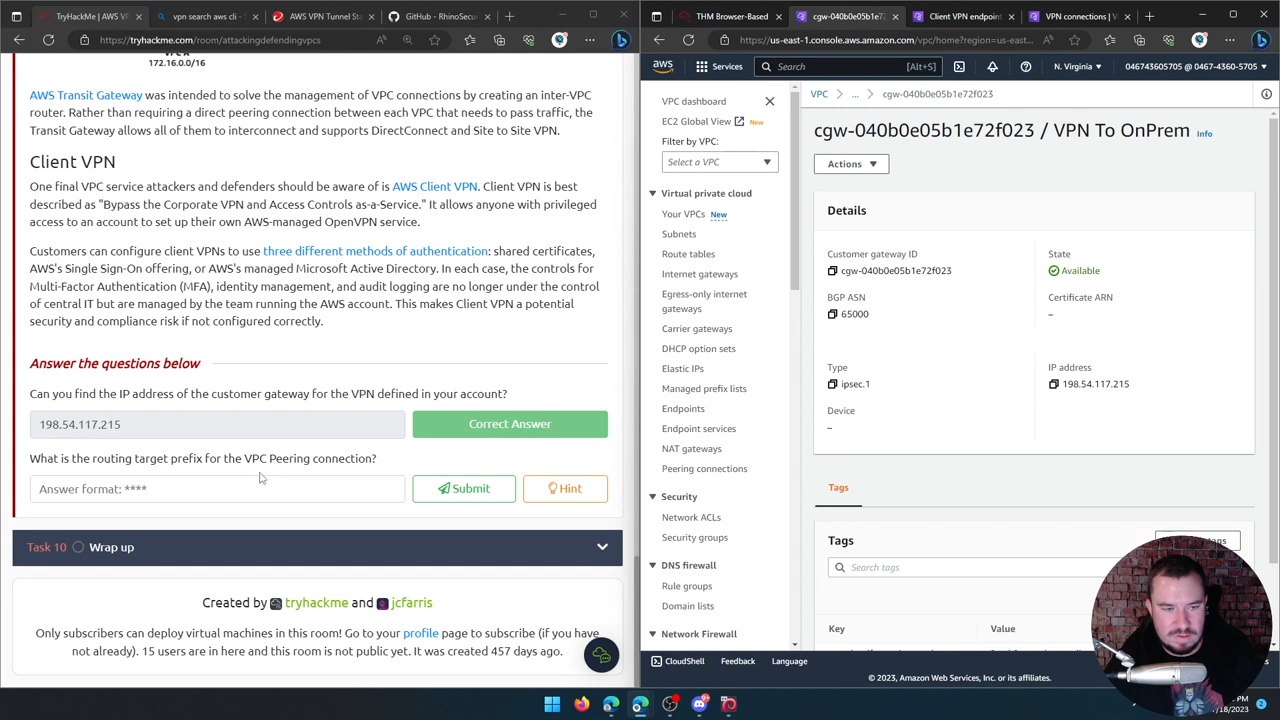 TryHackMe | AWS VPC
vpn search aws cli - S
AWS VPN Tunnel Sta
GitHub - RhinoSecur
THM Browser-Based
cgw-040b0e05b1e72
Client VPN endpoint
VPN connections | V
https://tryhackme.com/room/attackingdefendingvpcs
https://us-east-1.console.aws.amazon.com/vpc/home?region=us-eas...
172.16.0.0/16
AWS Transit Gateway was intended to solve the management of VPC connections by creating an inter-VPC
router. Rather than requiring a direct peering connection between each VPC that needs to pass traffic, the
Transit Gateway allows all of them to interconnect and supports DirectConnect and Site to Site VPN.
Client VPN
One final VPC service attackers and defenders should be aware of is AWS Client VPN. Client VPN is best
described as "Bypass the Corporate VPN and Access Controls as-a-Service." It allows anyone with privileged
access to an account to set up their own AWS-managed OpenVPN service.
Customers can configure client VPNs to use three different methods of authentication: shared certificates,
AWS's Single Sign-On offering, or AWS's managed Microsoft Active Directory. In each case, the controls for
Multi-Factor Authentication (MFA), identity management, and audit logging are no longer under the control
of central IT but are managed by the team running the AWS account. This makes Client VPN a potential
security and compliance risk if not configured correctly.
Answer the questions below
Can you find the IP address of the customer gateway for the VPN defined in your account?
198.54.117.215
Correct Answer
What is the routing target prefix for the VPC Peering connection?
Answer format: ****
Submit
Hint
Task 10
Wrap up
Created by tryhackme and jcfarris
Only subscribers can deploy virtual machines in this room! Go to your profile page to subscribe (if you have
not already). 15 users are in here and this room is not public yet. It was created 457 days ago.
aws
Services
Search
[Alt+S]
N. Virginia
046743605705 @ 0467-4360-5705
VPC dashboard
EC2 Global View New
Filter by VPC:
Select a VPC
Virtual private cloud
Your VPCs New
Subnets
Route tables
Internet gateways
Egress-only internet
gateways
Carrier gateways
DHCP option sets
Elastic IPs
Managed prefix lists
Endpoints
Endpoint services
NAT gateways
Peering connections
Security
Network ACLs
Security groups
DNS firewall
Rule groups
Domain lists
Network Firewall
VPC
...
cgw-040b0e05b1e72f023
cgw-040b0e05b1e72f023 / VPN To OnPrem Info
Actions
Details
Customer gateway ID
cgw-040b0e05b1e72f023
State
Available
BGP ASN
65000
Certificate ARN
–
Type
ipsec.1
IP address
198.54.117.215
Device
–
Tags
Tags
tags
Search tags
Key
Value
CloudShell
Feedback
Language
© 2023, Amazon Web Services, Inc. or its affiliates.